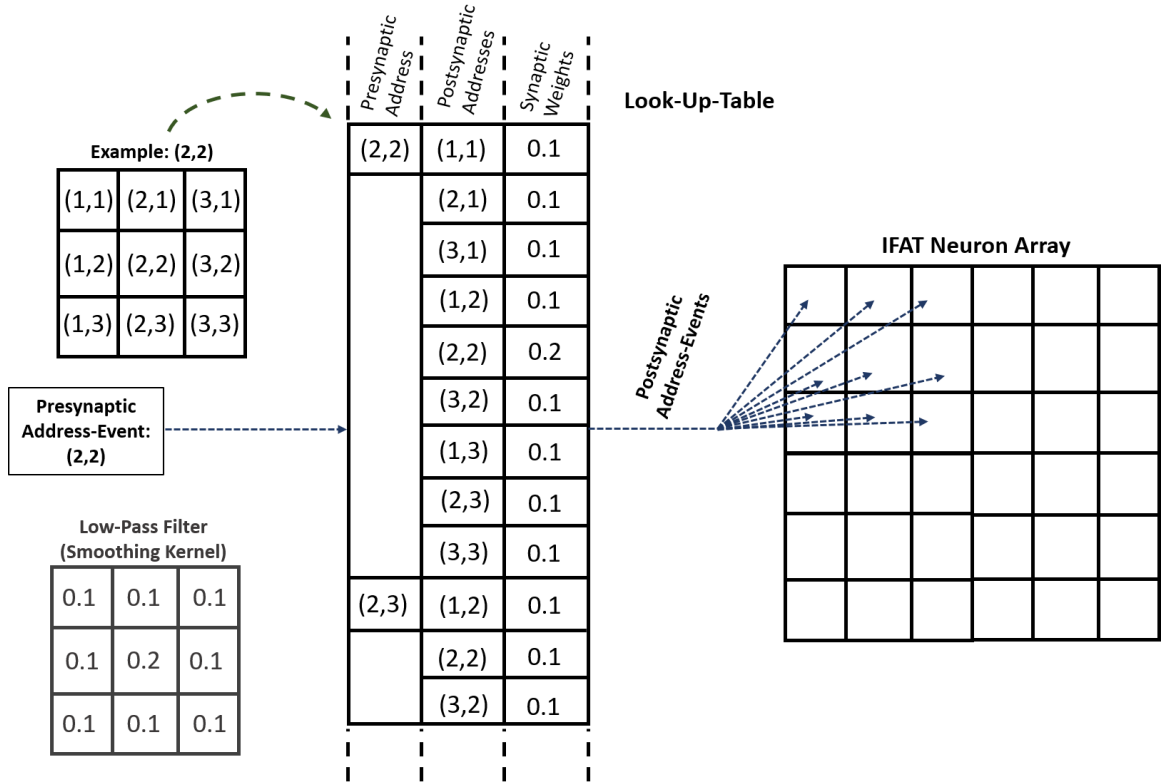 Presynaptic
Address
Postsynaptic
Addresses
Synaptic
Weights
Look-Up-Table
Example: (2,2)
(1,1) (2,1) (3,1)
(1,2) (2,2) (3,2)
(1,3) (2,3) (3,3)
Presynaptic
Address-Event:
(2,2)
Low-Pass Filter
(Smoothing Kernel)
0.1 0.1 0.1
0.1 0.2 0.1
0.1 0.1 0.1
(2,2) (1,1) 0.1
(2,1) 0.1
(3,1) 0.1
(1,2) 0.1
(2,2) 0.2
(3,2) 0.1
(1,3) 0.1
(2,3) 0.1
(3,3) 0.1
(2,3) (1,2) 0.1
(2,2) 0.1
(3,2) 0.1
Postsynaptic
Address-Events
IFAT Neuron Array